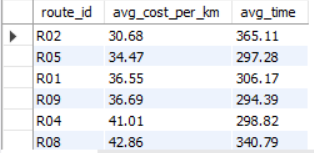 route_id avg_cost_per_km avg_time
R02 30.68 365.11
R05 34.47 297.28
R01 36.55 306.17
R09 36.69 294.39
R04 41.01 298.82
R08 42.86 340.79